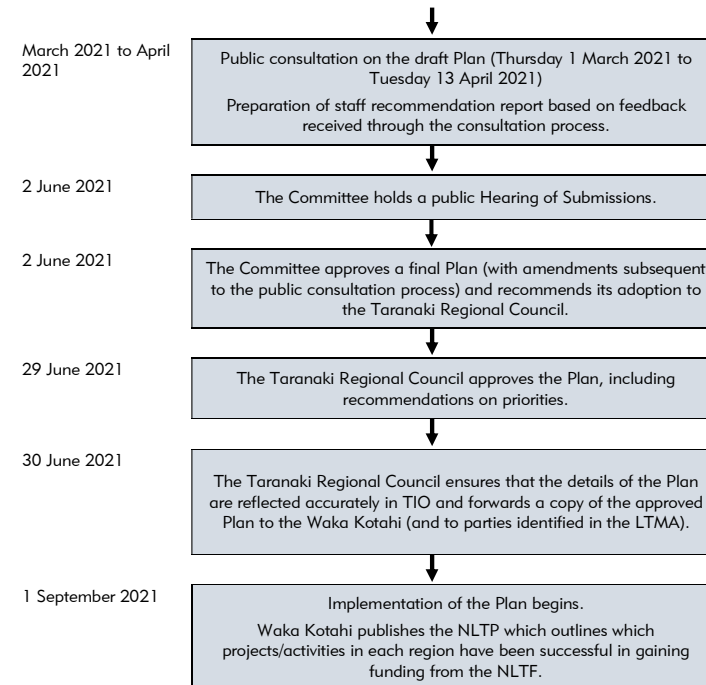 March 2021 to April
2021
Public consultation on the draft Plan (Thursday 1 March 2021 to
Tuesday 13 April 2021)
Preparation of staff recommendation report based on feedback
received through the consultation process.
2 June 2021
The Committee holds a public Hearing of Submissions.
2 June 2021
The Committee approves a final Plan (with amendments subsequent
to the public consultation process) and recommends its adoption to
the Taranaki Regional Council.
29 June 2021
The Taranaki Regional Council approves the Plan, including
recommendations on priorities.
30 June 2021
The Taranaki Regional Council ensures that the details of the Plan
are reflected accurately in TIO and forwards a copy of the approved
Plan to the Waka Kotahi (and to parties identified in the LTMA).
1 September 2021
Implementation of the Plan begins.
Waka Kotahi publishes the NLTP which outlines which
projects/activities in each region have been successful in gaining
funding from the NLTF.